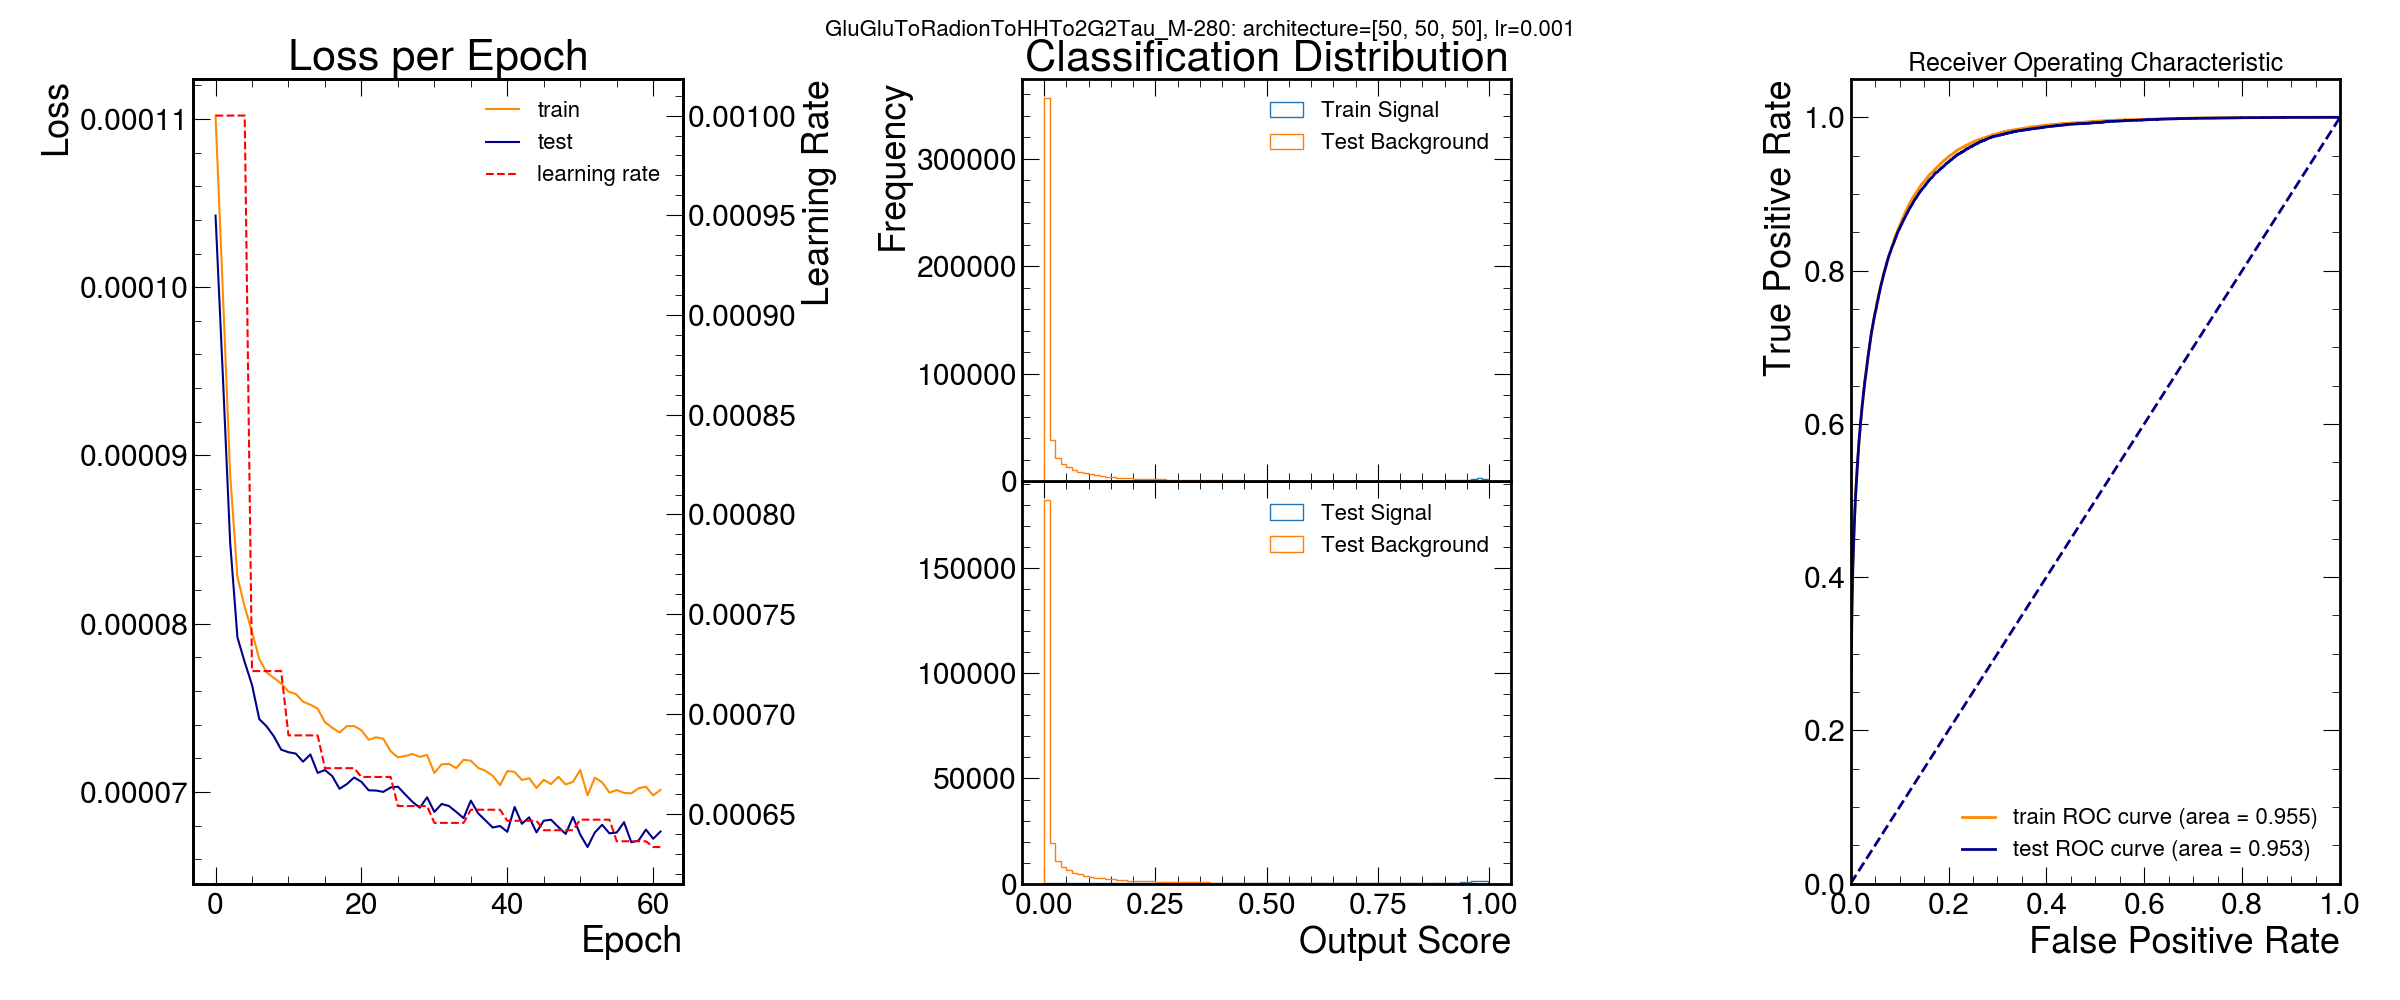 GluGluToRadionToHHTo2G2Tau_M-280: architecture=[50, 50, 50], lr=0.001
Loss per Epoch
Loss
0.00011
0.00010
0.00009
0.00008
0.00007
train
test
learning rate
0.00100
0.00095
0.00090
0.00085
0.00080
0.00075
0.00070
0.00065
Learning Rate
0 20 40 60
Epoch
Classification Distribution
Frequency
300000
200000
100000
0
Train Signal
Test Background
150000
100000
50000
0
Test Signal
Test Background
0.00 0.25 0.50 0.75 1.00
Output Score
Receiver Operating Characteristic
True Positive Rate
1.0
0.8
0.6
0.4
0.2
0.0
train ROC curve (area = 0.955)
test ROC curve (area = 0.953)
0.0 0.2 0.4 0.6 0.8 1.0
False Positive Rate